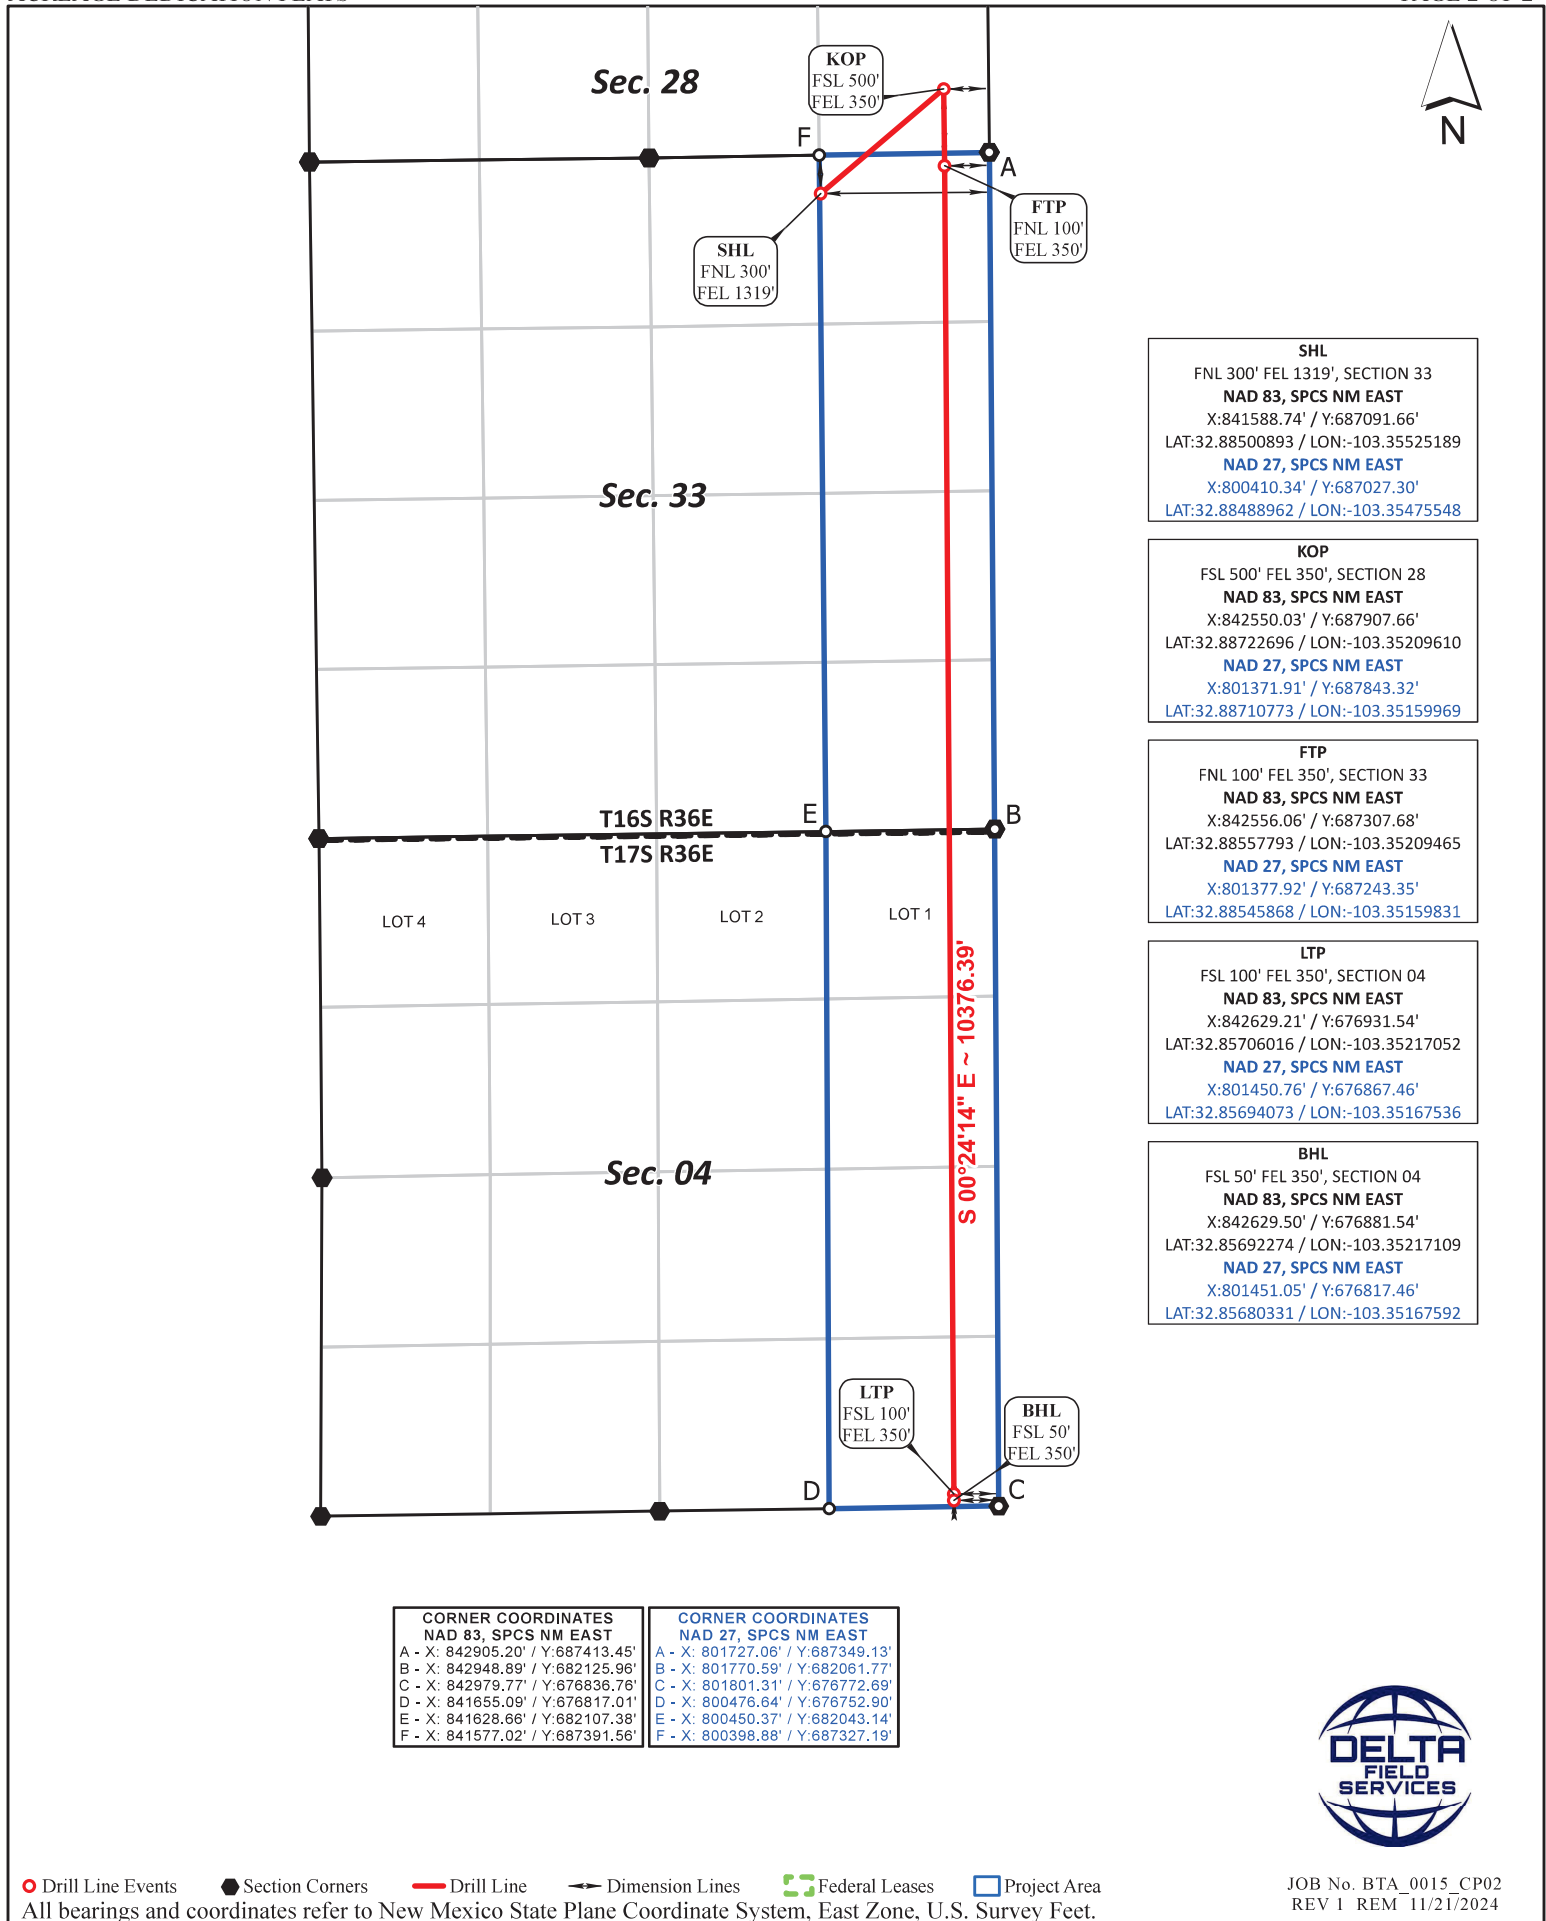 Sec. 28
KOP
FSL 500'
FEL 350'
N
F
A
FTP
FNL 100'
FEL 350'
SHL
FNL 300'
FEL 1319'
Sec. 33
SHL
FNL 300' FEL 1319', SECTION 33
NAD 83, SPCS NM EAST
X:841588.74' / Y:687091.66'
LAT:32.88500893 / LON:-103.35525189
NAD 27, SPCS NM EAST
X:800410.34' / Y:687027.30'
LAT:32.88488962 / LON:-103.35475548
KOP
FSL 500' FEL 350', SECTION 28
NAD 83, SPCS NM EAST
X:842550.03' / Y:687907.66'
LAT:32.88722696 / LON:-103.35209610
NAD 27, SPCS NM EAST
X:801371.91' / Y:687843.32'
LAT:32.88710773 / LON:-103.35159969
FTP
FNL 100' FEL 350', SECTION 33
NAD 83, SPCS NM EAST
X:842556.06' / Y:687307.68'
LAT:32.88557793 / LON:-103.35209465
NAD 27, SPCS NM EAST
X:801377.92' / Y:687243.35'
LAT:32.88545868 / LON:-103.35159831
LTP
FSL 100' FEL 350', SECTION 04
NAD 83, SPCS NM EAST
X:842629.21' / Y:676931.54'
LAT:32.85706016 / LON:-103.35217052
NAD 27, SPCS NM EAST
X:801450.76' / Y:676867.46'
LAT:32.85694073 / LON:-103.35167536
BHL
FSL 50' FEL 350', SECTION 04
NAD 83, SPCS NM EAST
X:842629.50' / Y:676881.54'
LAT:32.85692274 / LON:-103.35217109
NAD 27, SPCS NM EAST
X:801451.05' / Y:676817.46'
LAT:32.85680331 / LON:-103.35167592
T16S R36E
E
B
T17S R36E
LOT 4
LOT 3
LOT 2
LOT 1
S 00°24'14" E ~ 10376.39'
Sec. 04
LTP
FSL 100'
FEL 350'
BHL
FSL 50'
FEL 350'
D
C
CORNER COORDINATES
NAD 83, SPCS NM EAST
A - X: 842905.20' / Y:687413.45'
B - X: 842948.89' / Y:682125.96'
C - X: 842979.77' / Y:676836.76'
D - X: 841655.09' / Y:676817.01'
E - X: 841628.66' / Y:682107.38'
F - X: 841577.02' / Y:687391.56'
CORNER COORDINATES
NAD 27, SPCS NM EAST
A - X: 801727.06' / Y:687349.13'
B - X: 801770.59' / Y:682061.77'
C - X: 801801.31' / Y:676772.69'
D - X: 800476.64' / Y:676752.90'
E - X: 800450.37' / Y:682043.14'
F - X: 800398.88' / Y:687327.19'
DELTA
FIELD
SERVICES
Drill Line Events
Section Corners
Drill Line
Dimension Lines
Federal Leases
Project Area
All bearings and coordinates refer to New Mexico State Plane Coordinate System, East Zone, U.S. Survey Feet.
JOB No. BTA_0015_CP02
REV 1 REM 11/21/2024